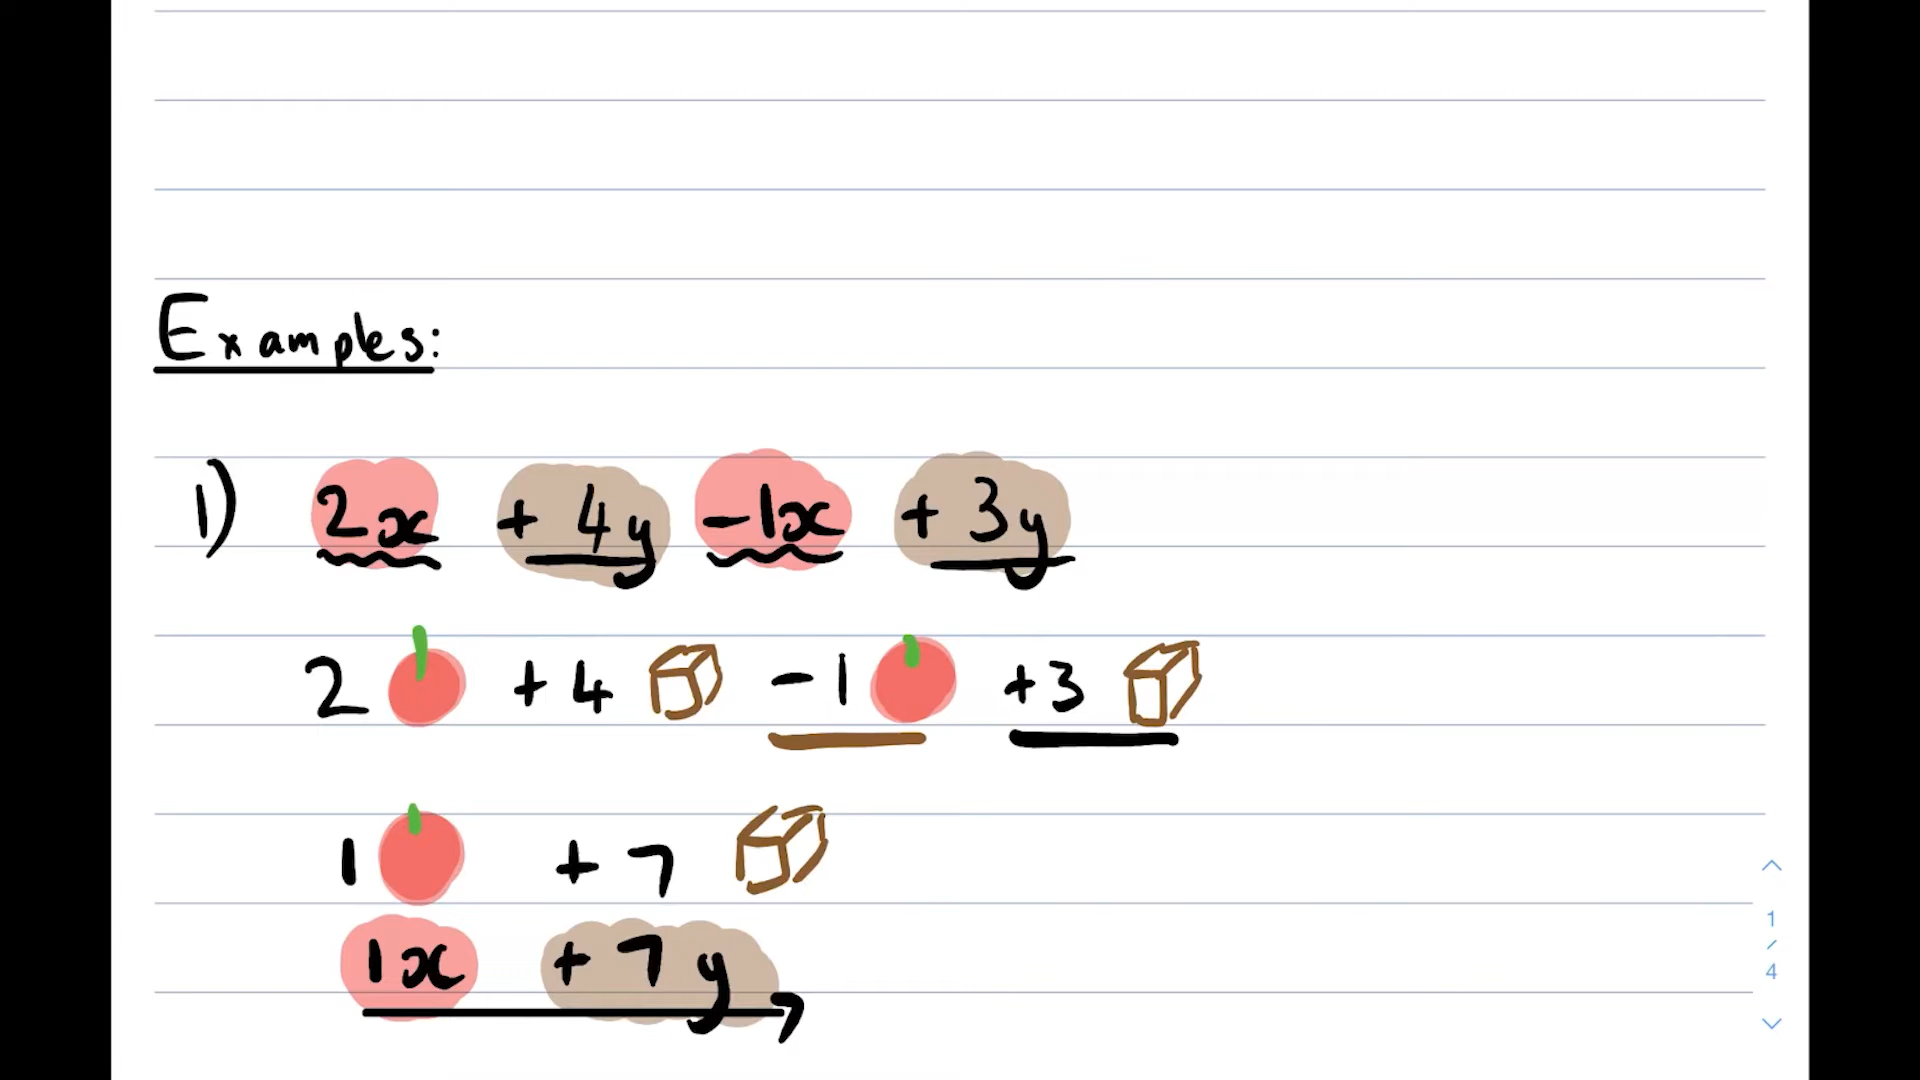 Examples:
1) 2x + 4y -1x + 3y
2 + 4 - 1 + 3
1 + 7
1x + 7y
1
/
4